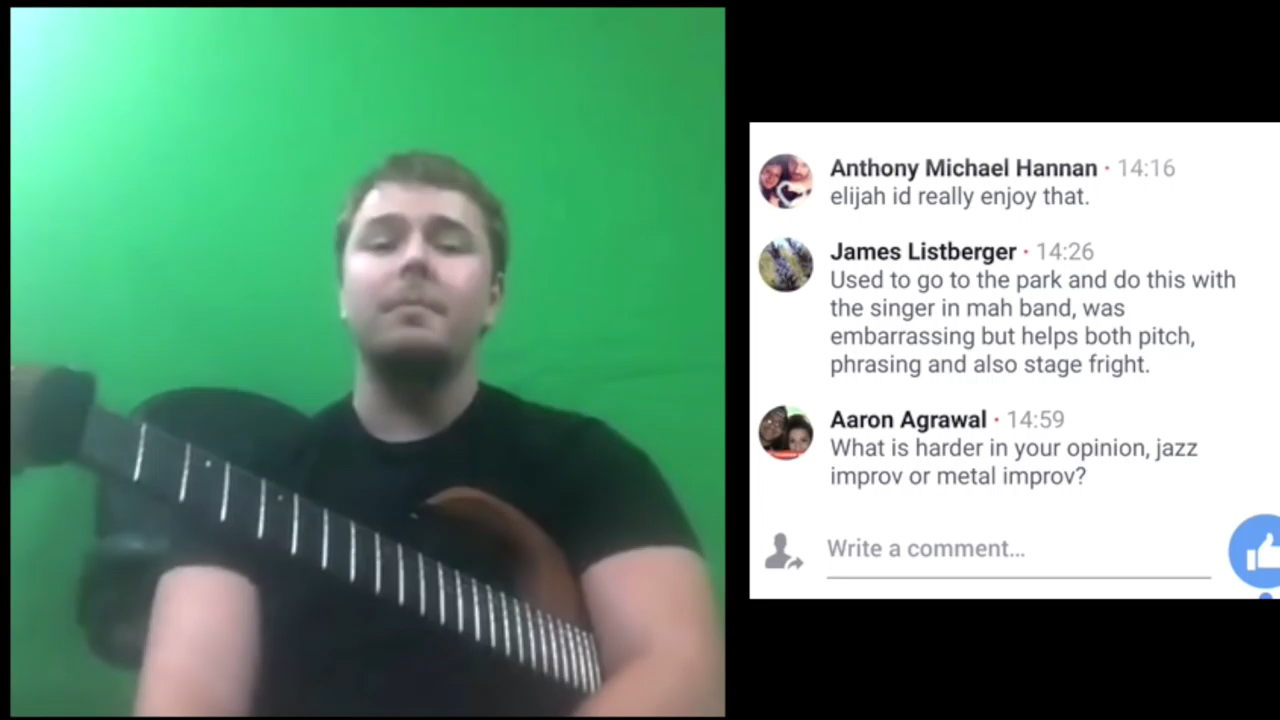 Anthony Michael Hannan · 14:16
elijah id really enjoy that.
James Listberger · 14:26
Used to go to the park and do this with
the singer in mah band, was
embarrassing but helps both pitch,
phrasing and also stage fright.
Aaron Agrawal · 14:59
What is harder in your opinion, jazz
improv or metal improv?
Write a comment...